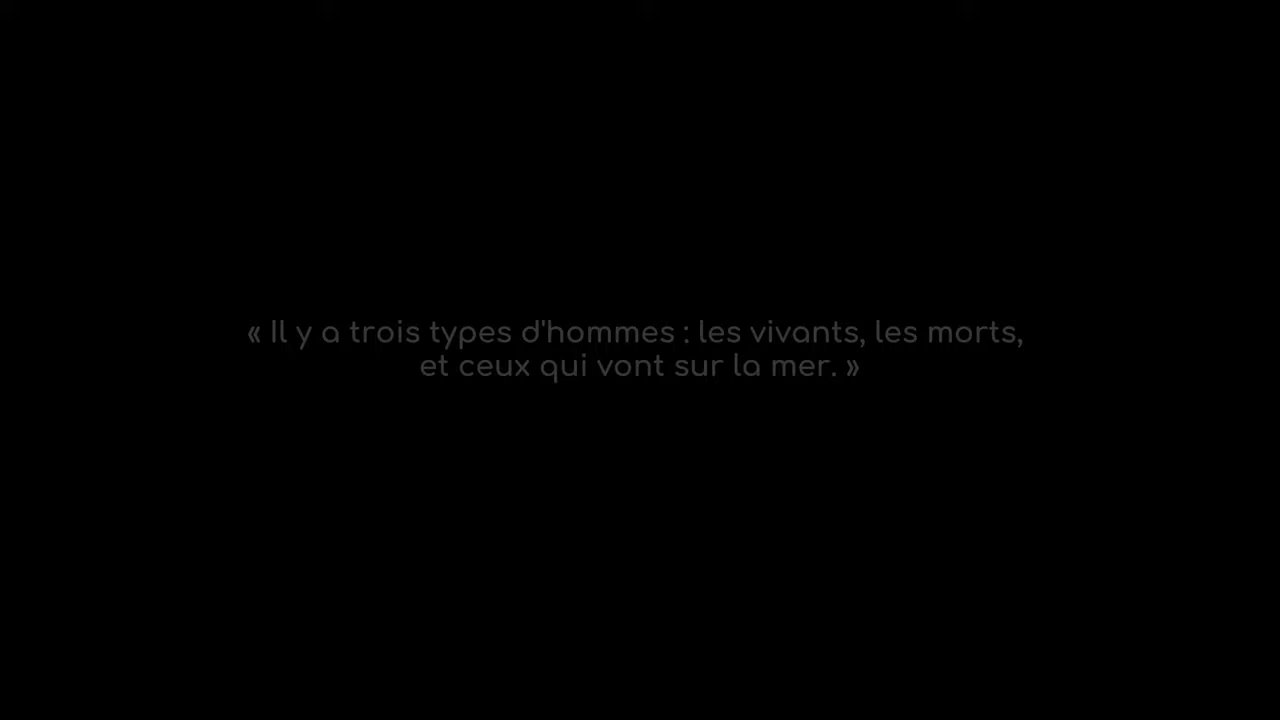 « Il y a trois types d'hommes : les vivants, les morts,
et ceux qui vont sur la mer. »